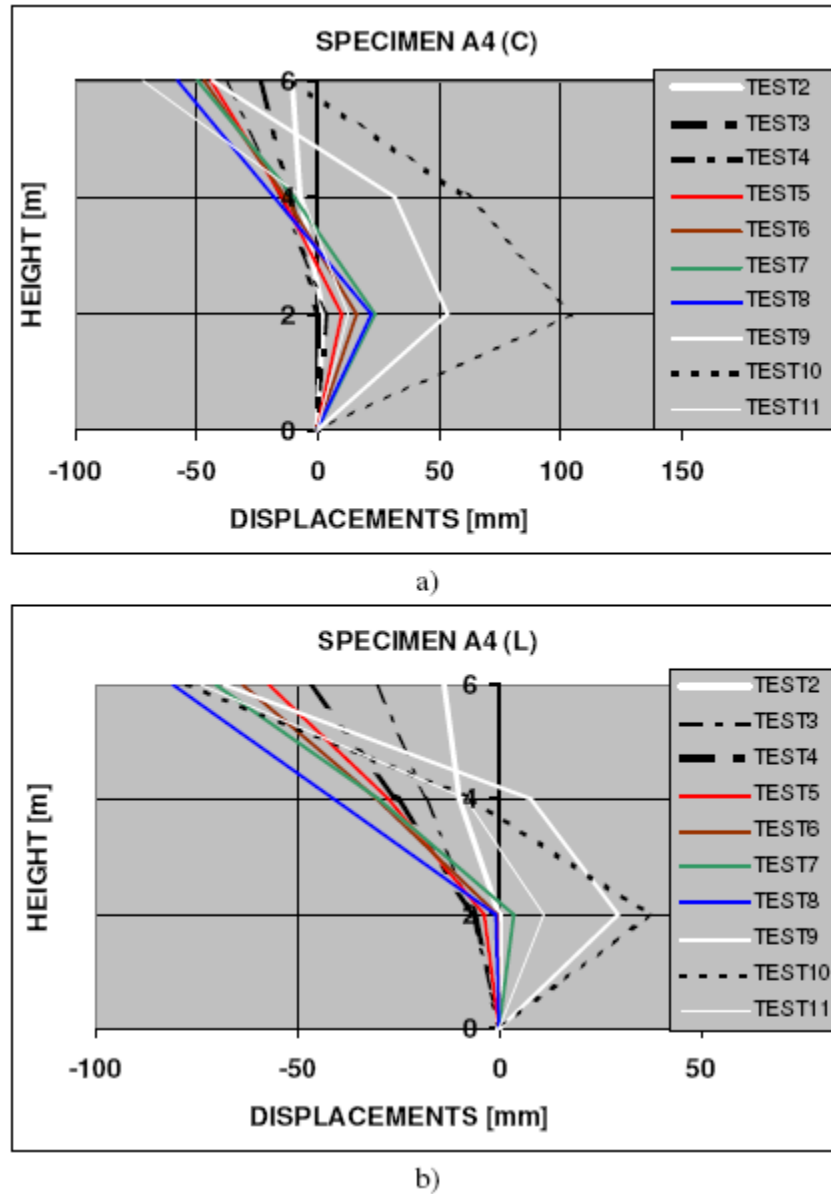 SPECIMEN A4 (C)
HEIGHT [m]
6
4
2
0
-100
-50
0
50
100
150
DISPLACEMENTS [mm]
TEST2
TEST3
TEST4
TEST5
TEST6
TEST7
TEST8
TEST9
TEST10
TEST11
a)
SPECIMEN A4 (L)
HEIGHT [m]
6
4
2
0
-100
-50
0
50
DISPLACEMENTS [mm]
TEST2
TEST3
TEST4
TEST5
TEST6
TEST7
TEST8
TEST9
TEST10
TEST11
b)